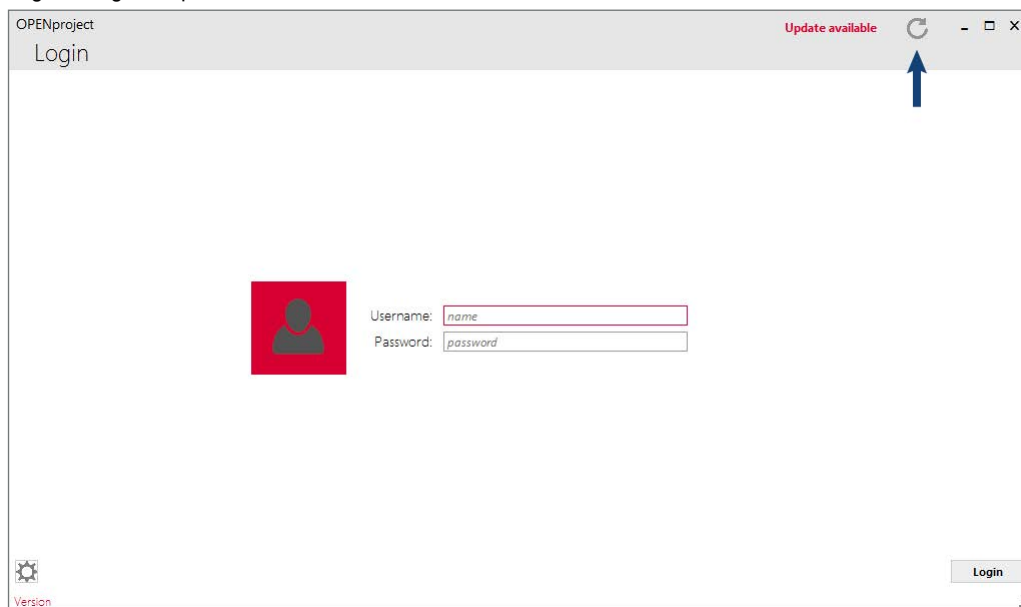 OPENproject
Update available
Login
Username: name
Password: password
Login
Version